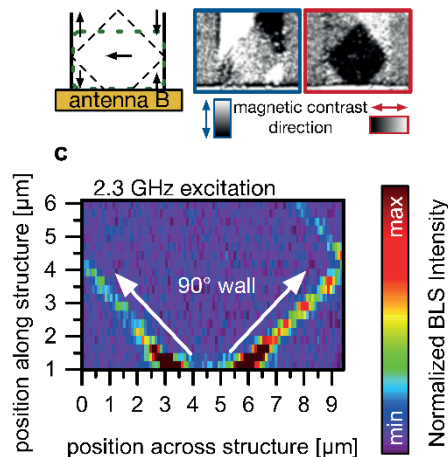 antenna B
magnetic contrast
direction
c
2.3 GHz excitation
90° wall
position along structure [µm]
6
5
4
3
2
1
0 1 2 3 4 5 6 7 8 9
position across structure [µm]
max
min
Normalized BLS Intensity